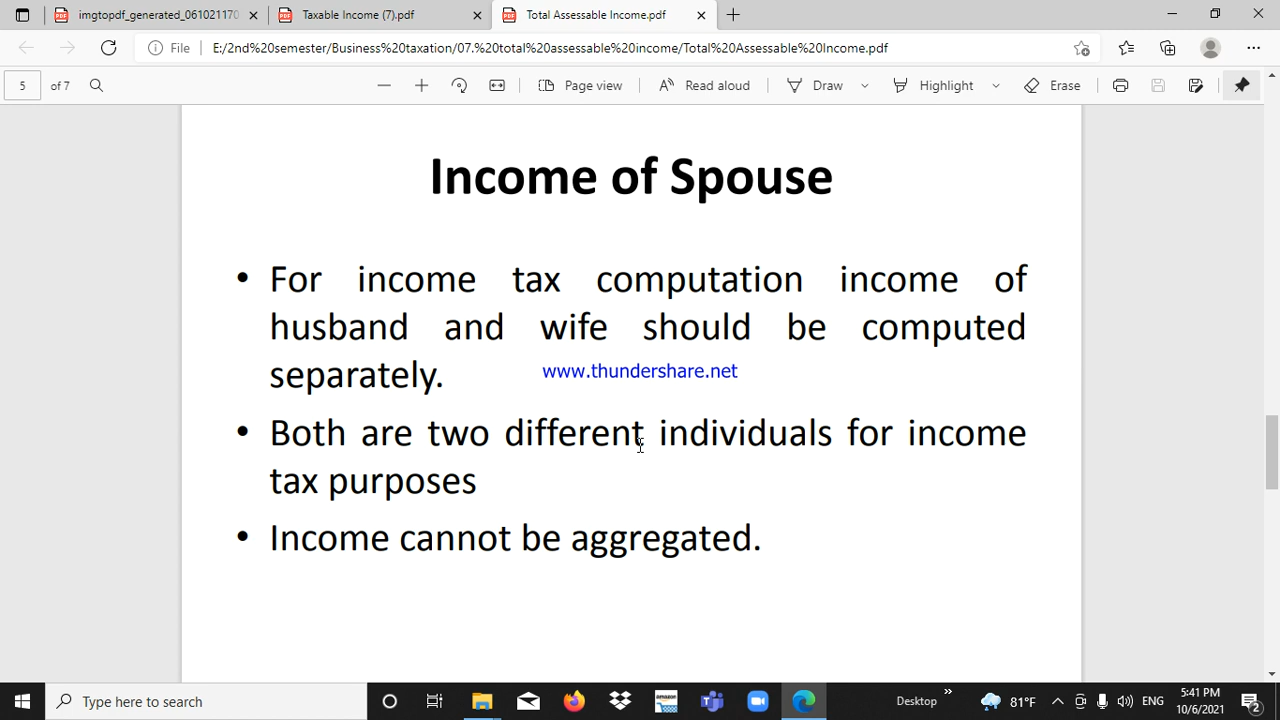 imgtopdf_generated_061021170
Taxable Income (7).pdf
Total Assessable Income.pdf
File
E:/2nd%20semester/Business%20taxation/07.%20total%20assessable%20income/Total%20Assessable%20Income.pdf
5 of 7
Page view
Read aloud
Draw
Highlight
Erase
Income of Spouse
• For income tax computation income of
husband and wife should be computed
separately.
www.thundershare.net
• Both are two different individuals for income
tax purposes
• Income cannot be aggregated.
Type here to search
amazon
Desktop
81°F
ENG
5:41 PM
10/6/2021
2